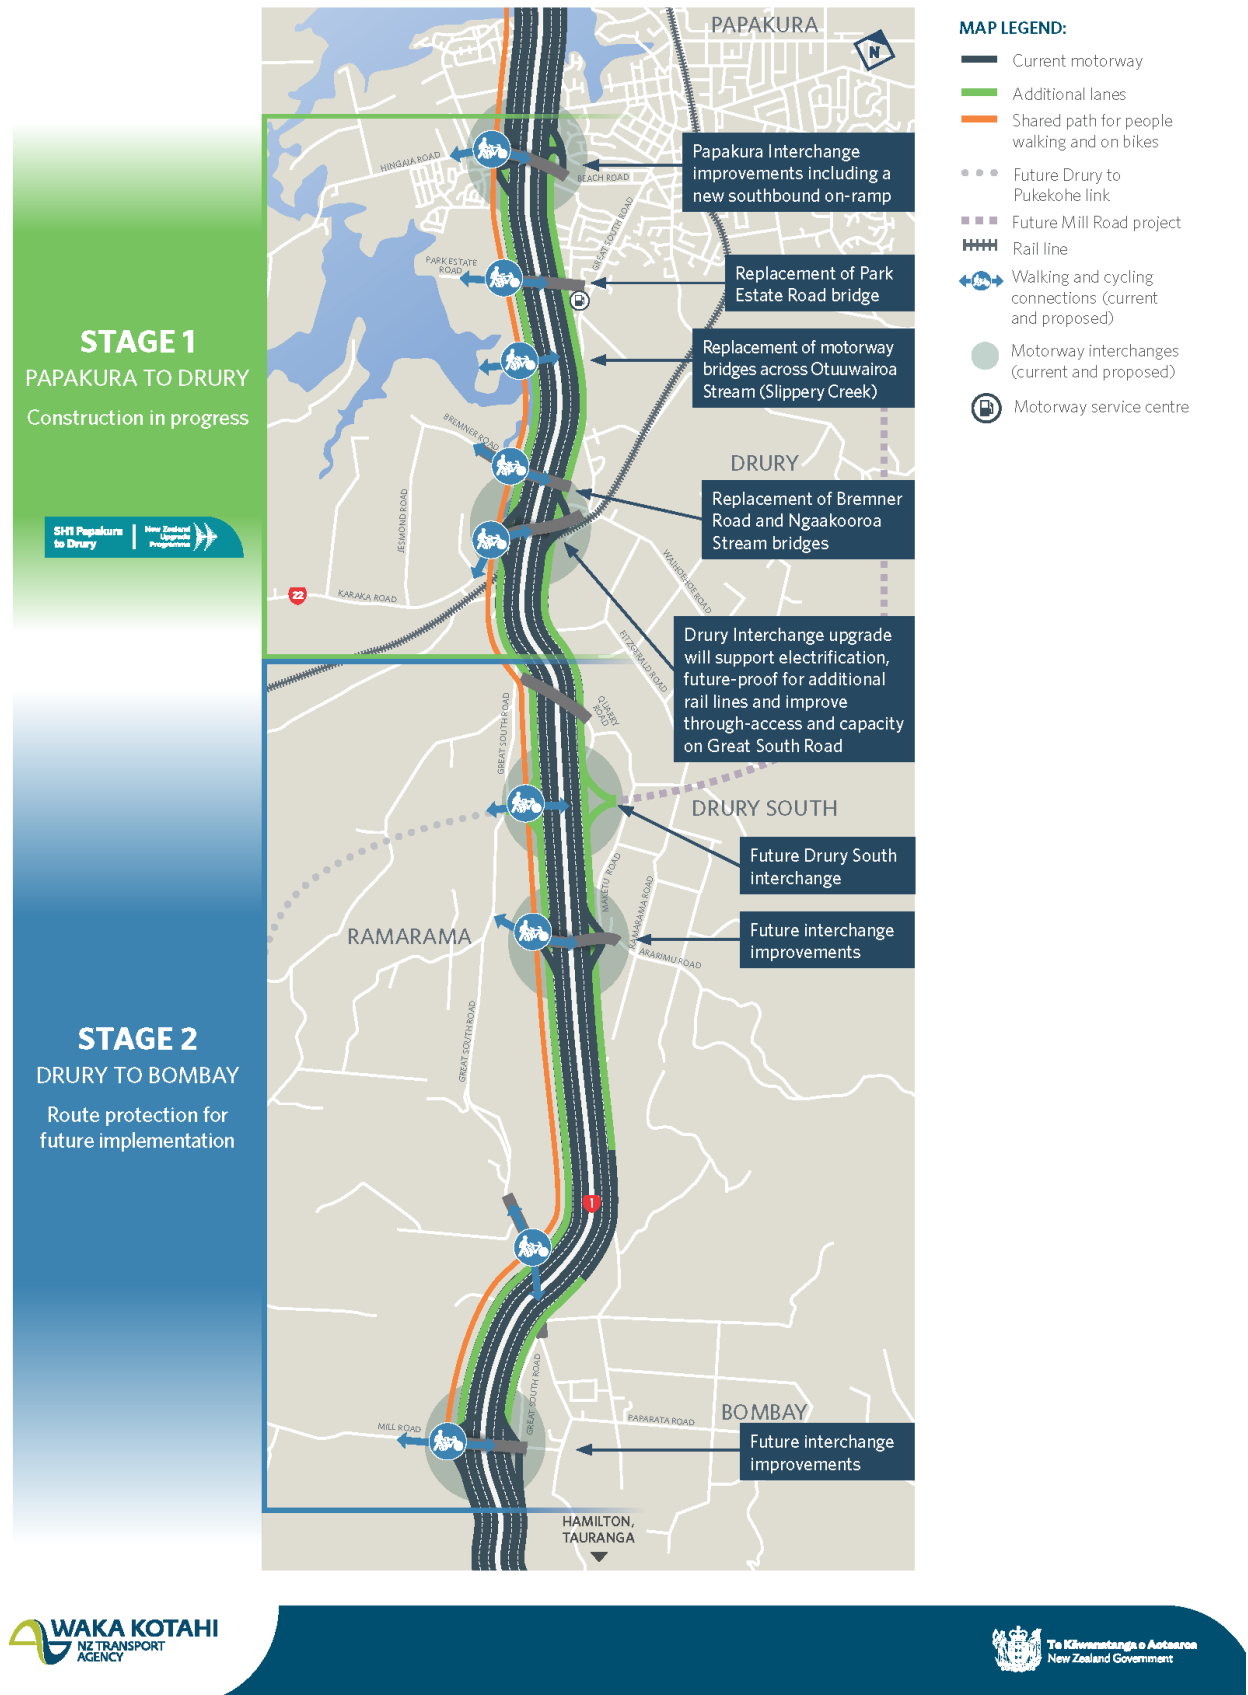 PAPAKURA
N
MAP LEGEND:
Current motorway
Additional lanes
Shared path for people
walking and on bikes
Future Drury to
Pukekohe link
Future Mill Road project
Rail line
Walking and cycling
connections (current
and proposed)
Motorway interchanges
(current and proposed)
Motorway service centre
HINGAIA ROAD
BEACH ROAD
Papakura Interchange
improvements including a
new southbound on-ramp
GREAT SOUTH ROAD
PARK ESTATE
ROAD
Replacement of Park
Estate Road bridge
STAGE 1
PAPAKURA TO DRURY
Construction in progress
Replacement of motorway
bridges across Otuuwairoa
Stream (Slippery Creek)
BREMNER ROAD
DRURY
JESMOND ROAD
Replacement of Bremner
Road and Ngaakooroa
Stream bridges
SH1 Papakura
to Drury
New Zealand
Upgrade
Programme
22
KARAKA ROAD
WAIHOEHOE ROAD
FITZGERALD ROAD
Drury Interchange upgrade
will support electrification,
future-proof for additional
rail lines and improve
through-access and capacity
on Great South Road
GREAT SOUTH ROAD
QUARRY
ROAD
DRURY SOUTH
Future Drury South
interchange
MAKETU ROAD
RAMARAMA ROAD
RAMARAMA
Future interchange
improvements
ARARIMU ROAD
GREAT SOUTH ROAD
STAGE 2
DRURY TO BOMBAY
Route protection for
future implementation
1
GREAT SOUTH ROAD
MILL ROAD
PAPARATA ROAD
BOMBAY
Future interchange
improvements
HAMILTON,
TAURANGA
WAKA KOTAHI
NZ TRANSPORT
AGENCY
Te Kāwanatanga o Aotearoa
New Zealand Government